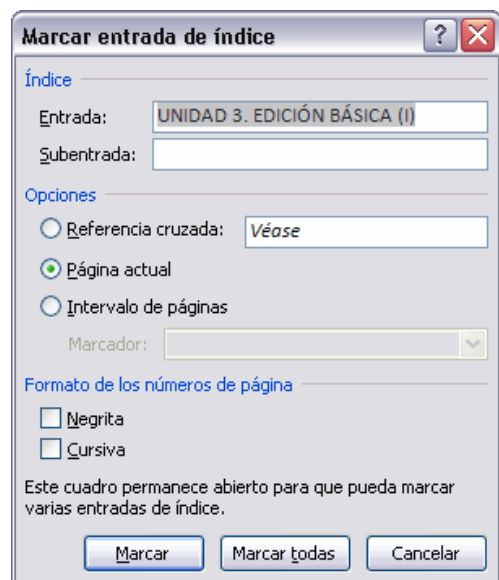 Marcar entrada de índice
Índice
Entrada: UNIDAD 3. EDICIÓN BÁSICA (I)
Subentrada:
Opciones
Referencia cruzada: Véase
Página actual
Intervalo de páginas
Marcador:
Formato de los números de página
Negrita
Cursiva
Este cuadro permanece abierto para que pueda marcar
varias entradas de índice.
Marcar Marcar todas Cancelar